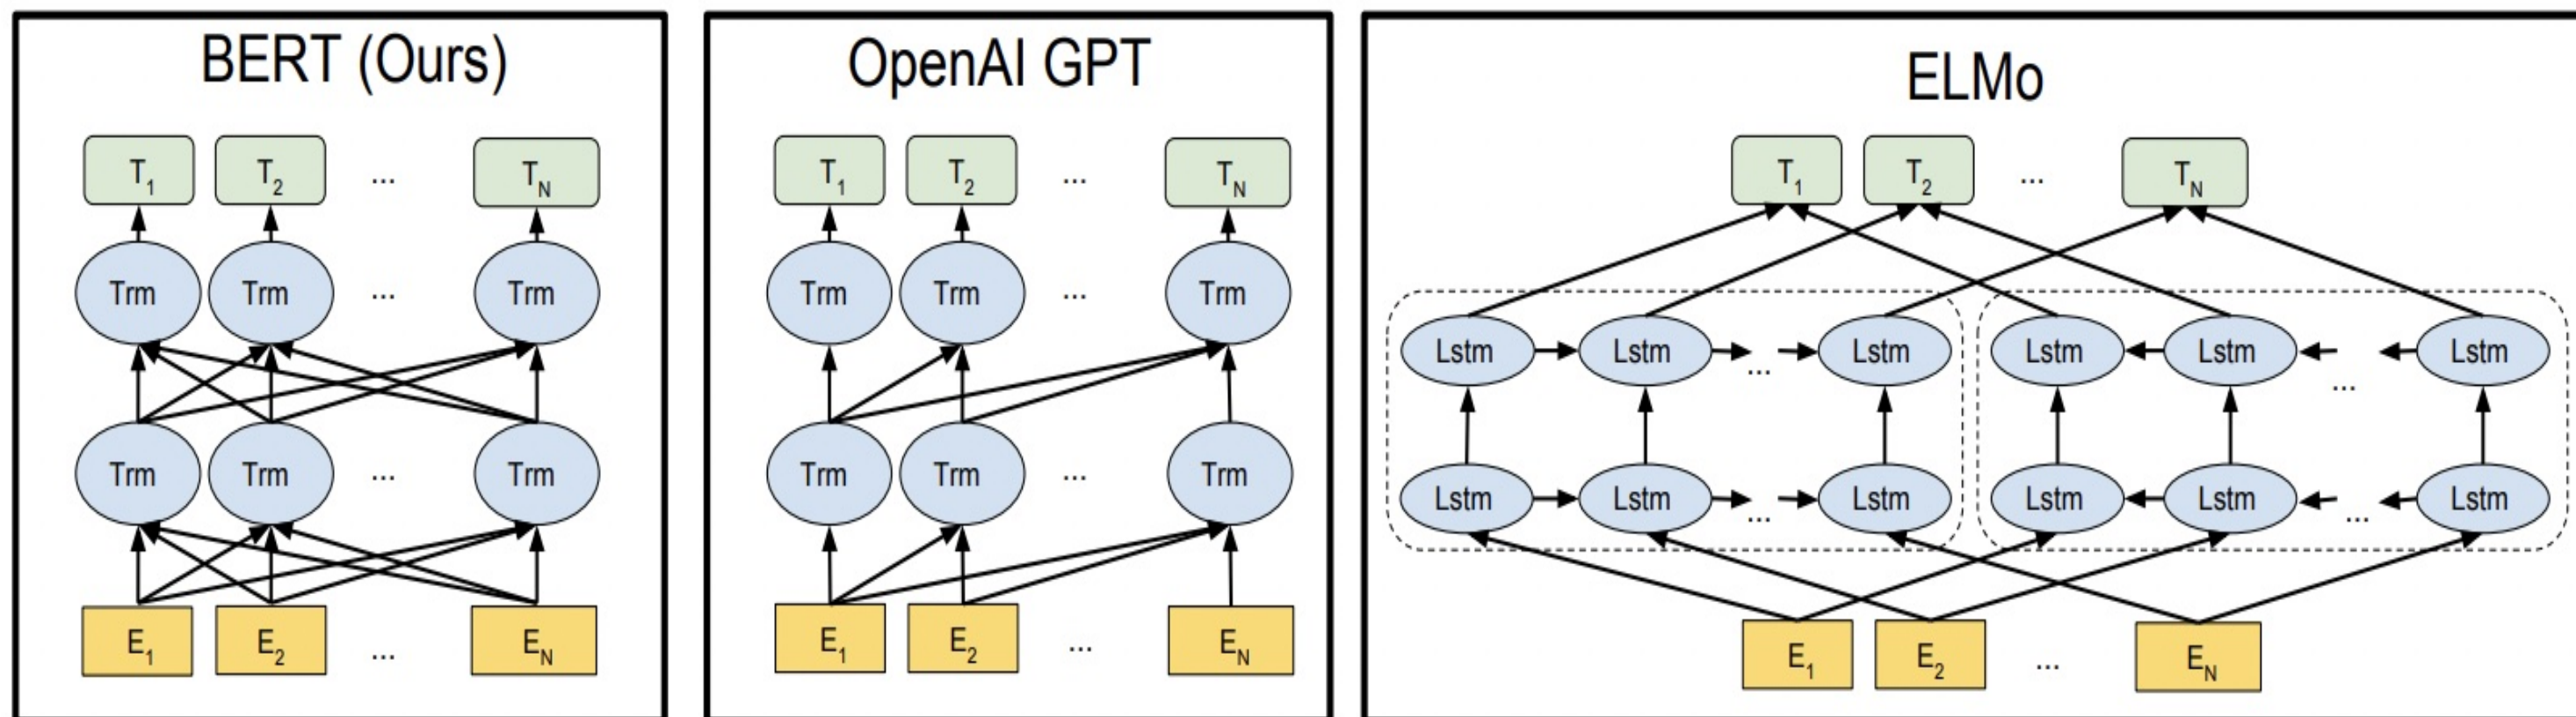 BERT (Ours)
T1 T2 ... TN
Trm Trm ... Trm
Trm Trm ... Trm
E1 E2 ... EN
OpenAI GPT
T1 T2 ... TN
Trm Trm ... Trm
Trm Trm ... Trm
E1 E2 ... EN
ELMo
T1 T2 ... TN
Lstm Lstm ... Lstm Lstm Lstm ... Lstm
Lstm Lstm ... Lstm Lstm Lstm ... Lstm
E1 E2 ... EN